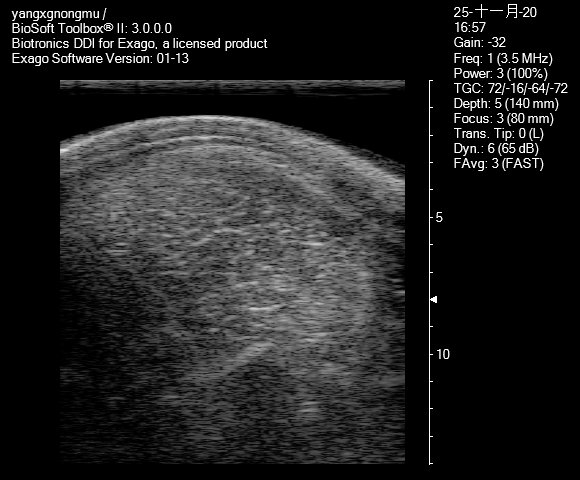 yangxgnongmu /
BioSoft Toolbox® II: 3.0.0.0
Biotronics DDI for Exago, a licensed product
Exago Software Version: 01-13
25-十一月-20
16:57
Gain: -32
Freq: 1 (3.5 MHz)
Power: 3 (100%)
TGC: 72/-16/-64/-72
Depth: 5 (140 mm)
Focus: 3 (80 mm)
Trans. Tip: 0 (L)
Dyn.: 6 (65 dB)
FAvg: 3 (FAST)
5
10